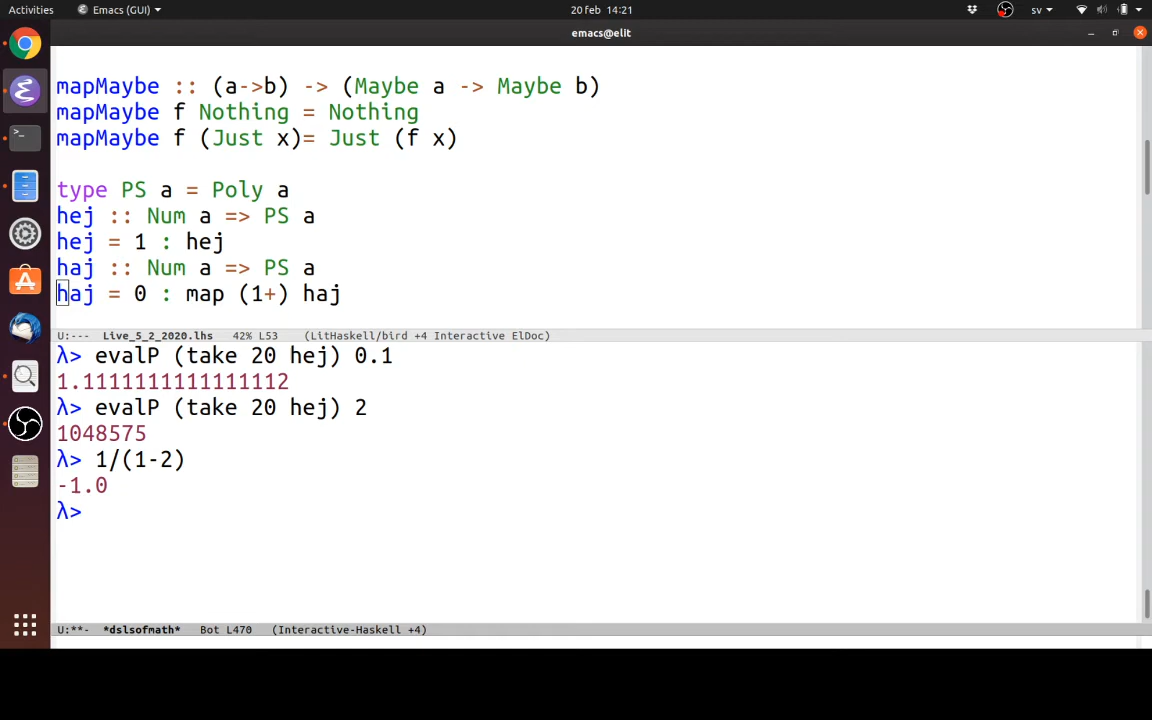 Activities
Emacs (GUI)
20 feb 14:21
sv
emacs@elit
mapMaybe :: (a->b) -> (Maybe a -> Maybe b)
mapMaybe f Nothing = Nothing
mapMaybe f (Just x)= Just (f x)
type PS a = Poly a
hej :: Num a => PS a
hej = 1 : hej
haj :: Num a => PS a
haj = 0 : map (1+) haj
U:--- Live_5_2_2020.lhs 42% L53 (LitHaskell/bird +4 Interactive ElDoc)
λ> evalP (take 20 hej) 0.1
1.1111111111111112
λ> evalP (take 20 hej) 2
1048575
λ> 1/(1-2)
-1.0
λ>
U:**- *dslsofmath* Bot L470 (Interactive-Haskell +4)